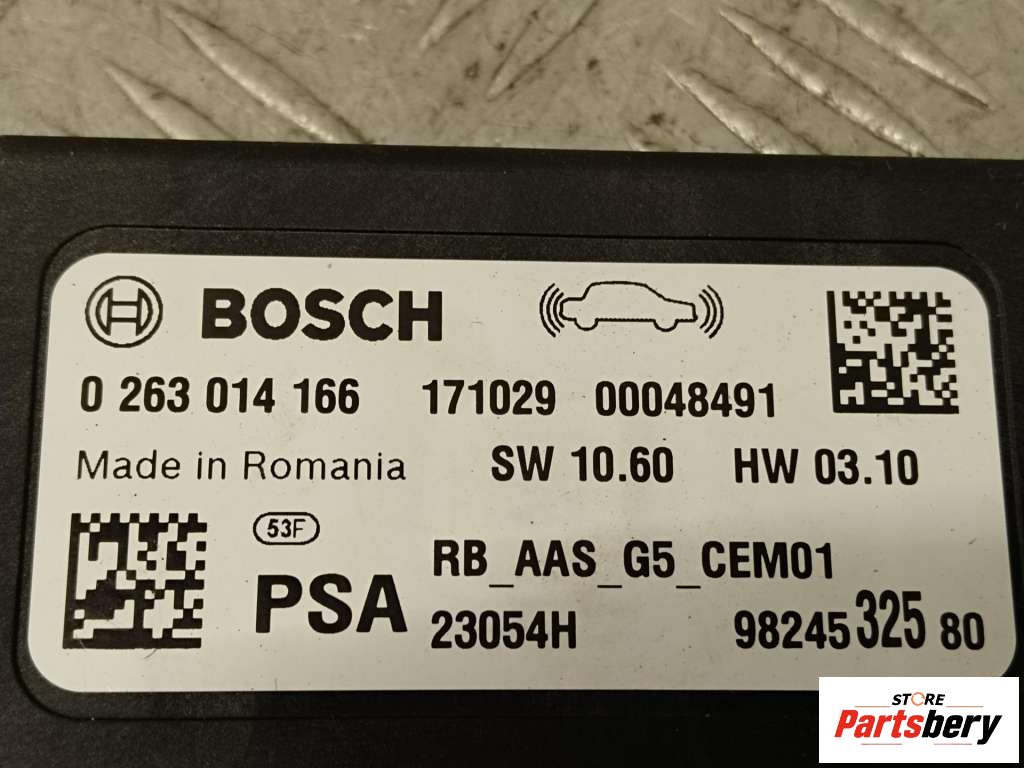 BOSCH
0 263 014 166 171029 00048491
Made in Romania SW 10.60 HW 03.10
53F RB_AAS_G5_CEM01
PSA 23054H 98245 325 80
STORE
Partsbery